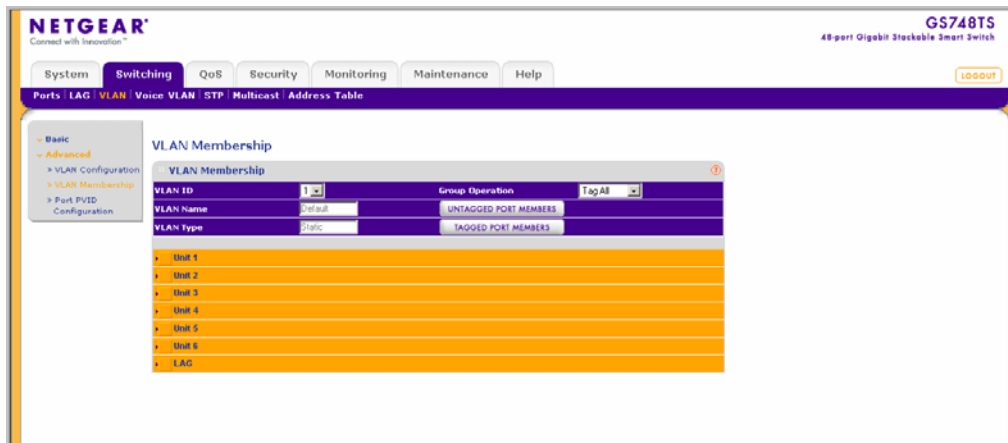 NETGEAR®
Connect with Innovation™
GS748TS
48-port Gigabit Stackable Smart Switch
System Switching QoS Security Monitoring Maintenance Help
LOGOUT
Ports LAG VLAN Voice VLAN STP Multicast Address Table
Basic
Advanced
VLAN Configuration
VLAN Membership
Port PVID
Configuration
VLAN Membership
VLAN Membership ?
VLAN ID 1 Group Operation Tag All
VLAN Name Default UNTAGGED PORT MEMBERS
VLAN Type Static TAGGED PORT MEMBERS
Unit 1
Unit 2
Unit 3
Unit 4
Unit 5
Unit 6
LAG